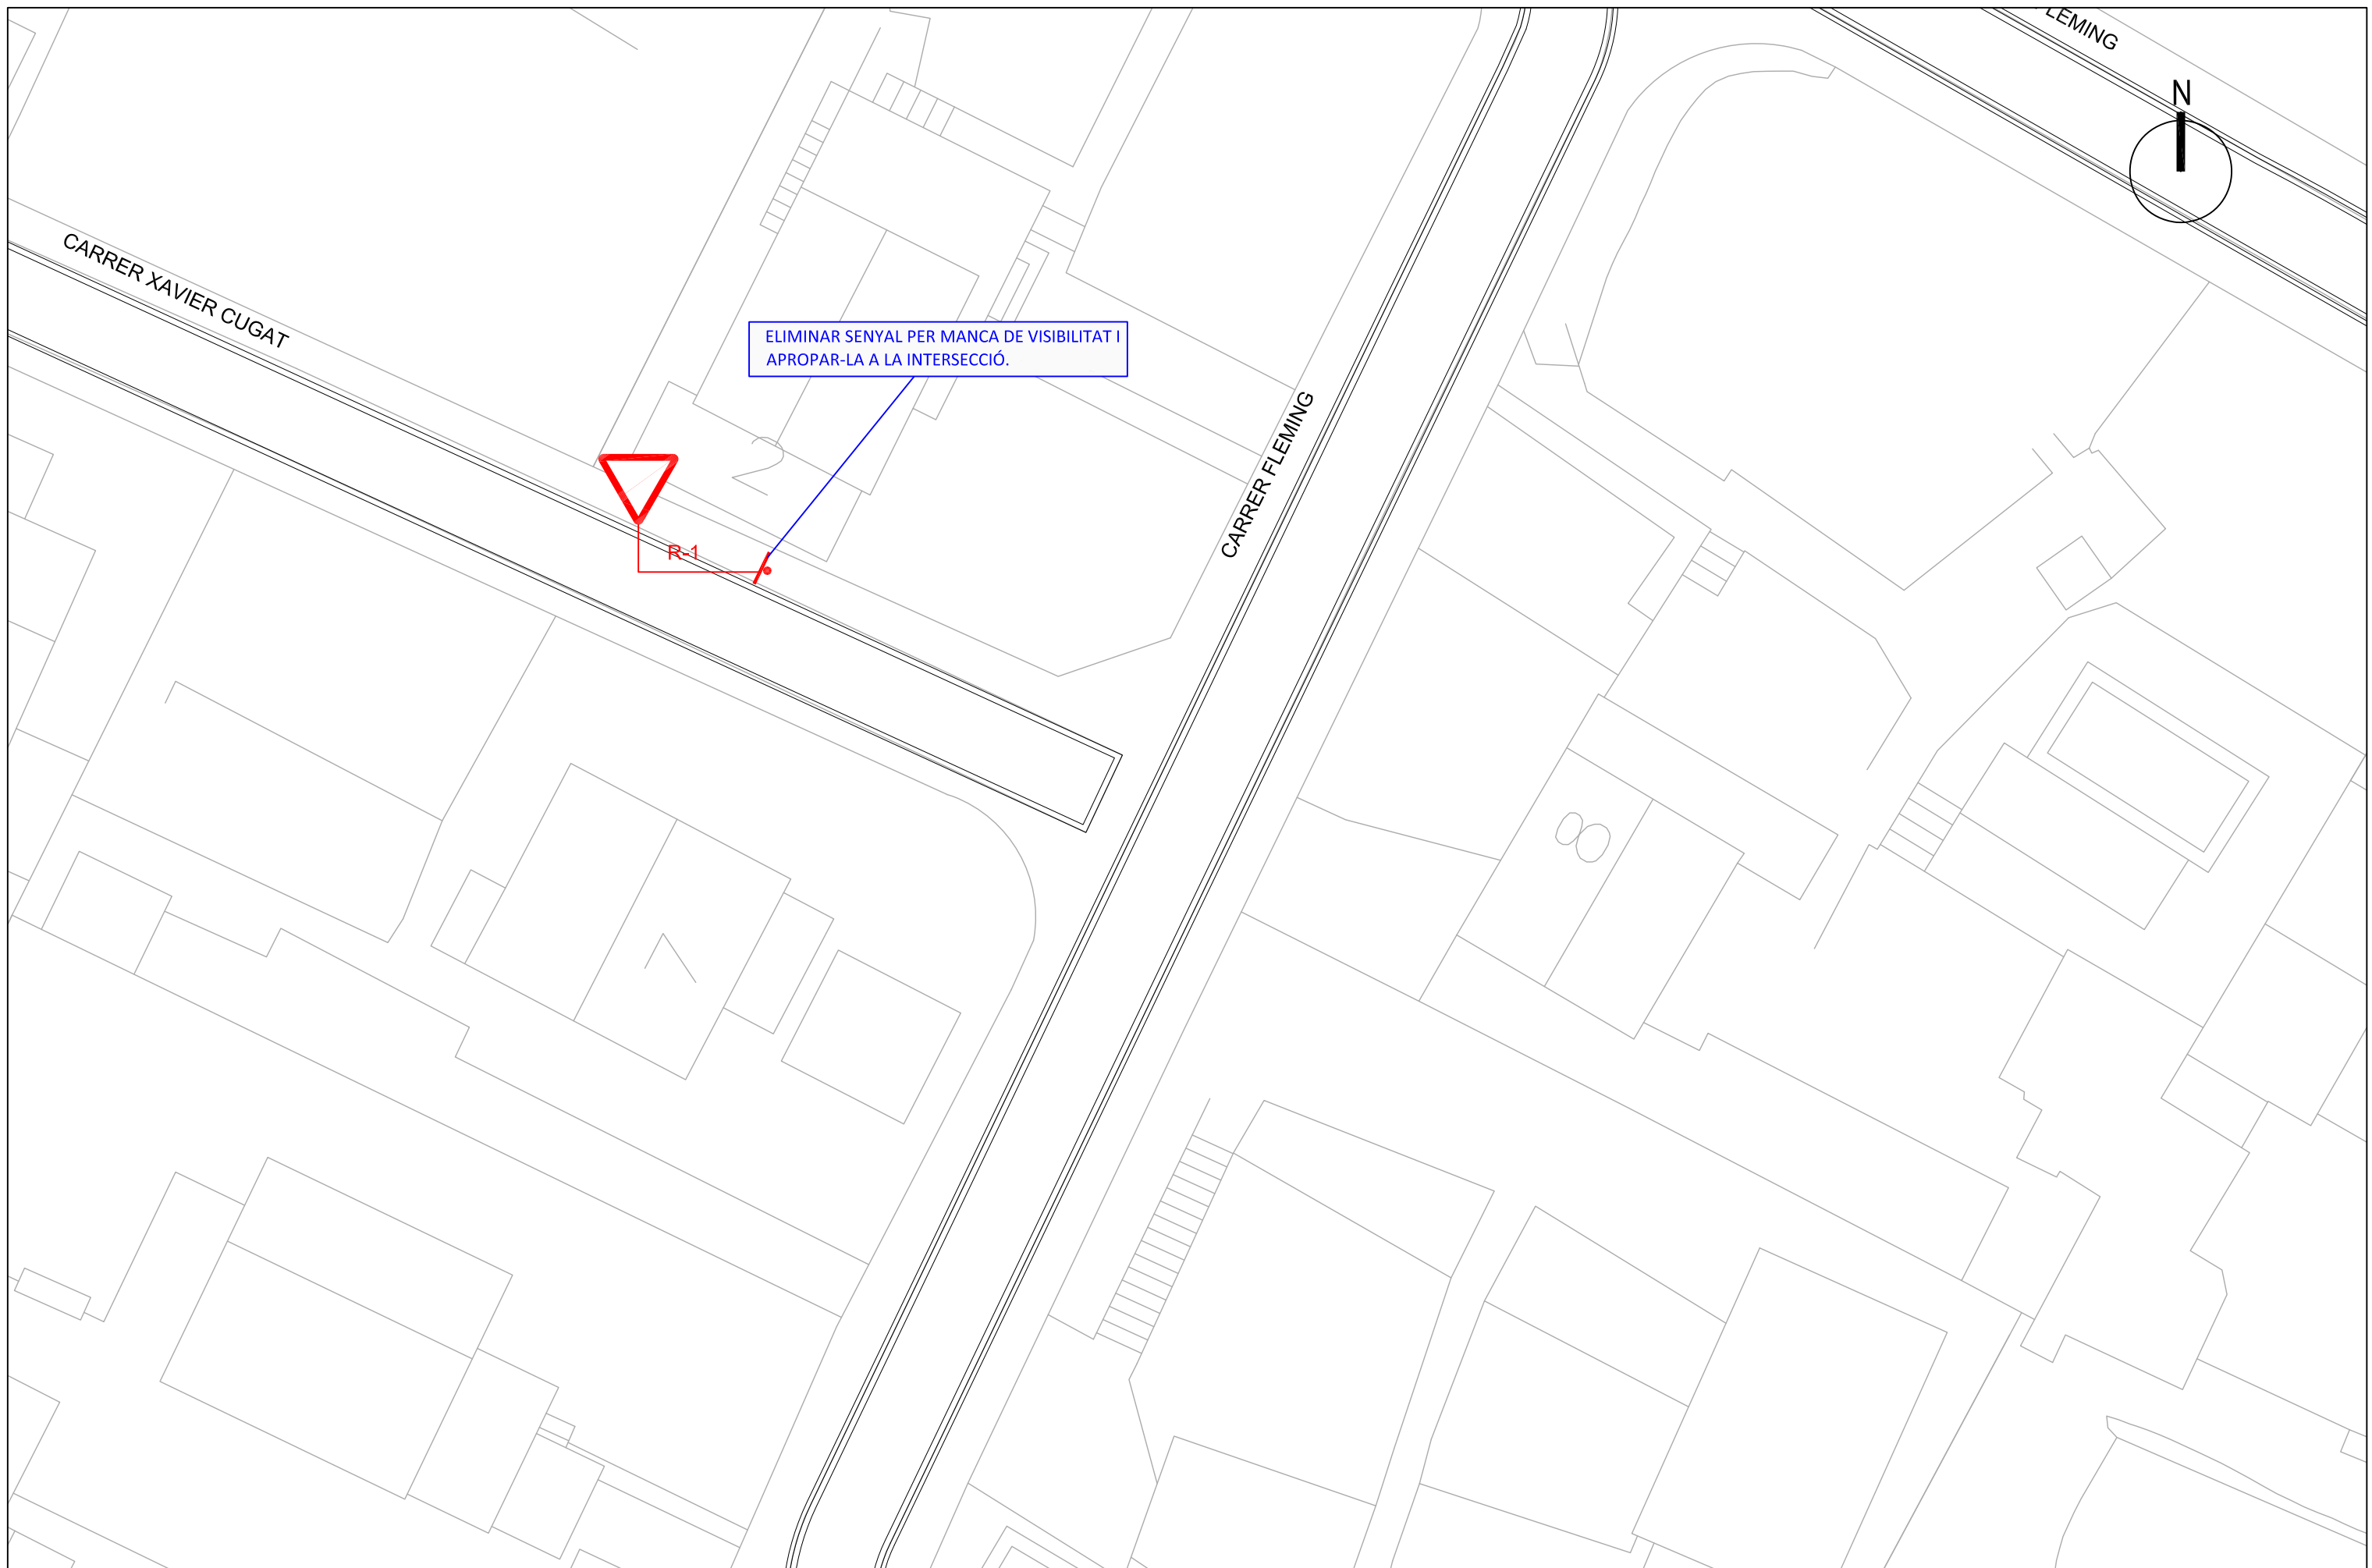 FLEMING
N
CARRER XAVIER CUGAT
ELIMINAR SENYAL PER MANCA DE VISIBILITAT I
APROPAR-LA A LA INTERSECCIÓ.
CARRER FLEMING
2
R-1
8
7